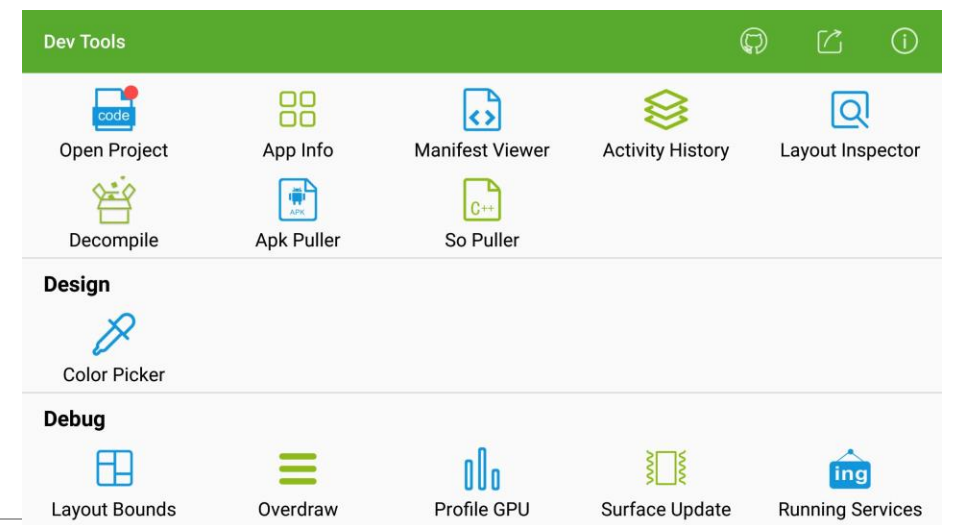 Dev Tools
code
Open Project
App Info
Manifest Viewer
Activity History
Layout Inspector
APK
C++
Decompile
Apk Puller
So Puller
Design
Color Picker
Debug
ing
Layout Bounds
Overdraw
Profile GPU
Surface Update
Running Services